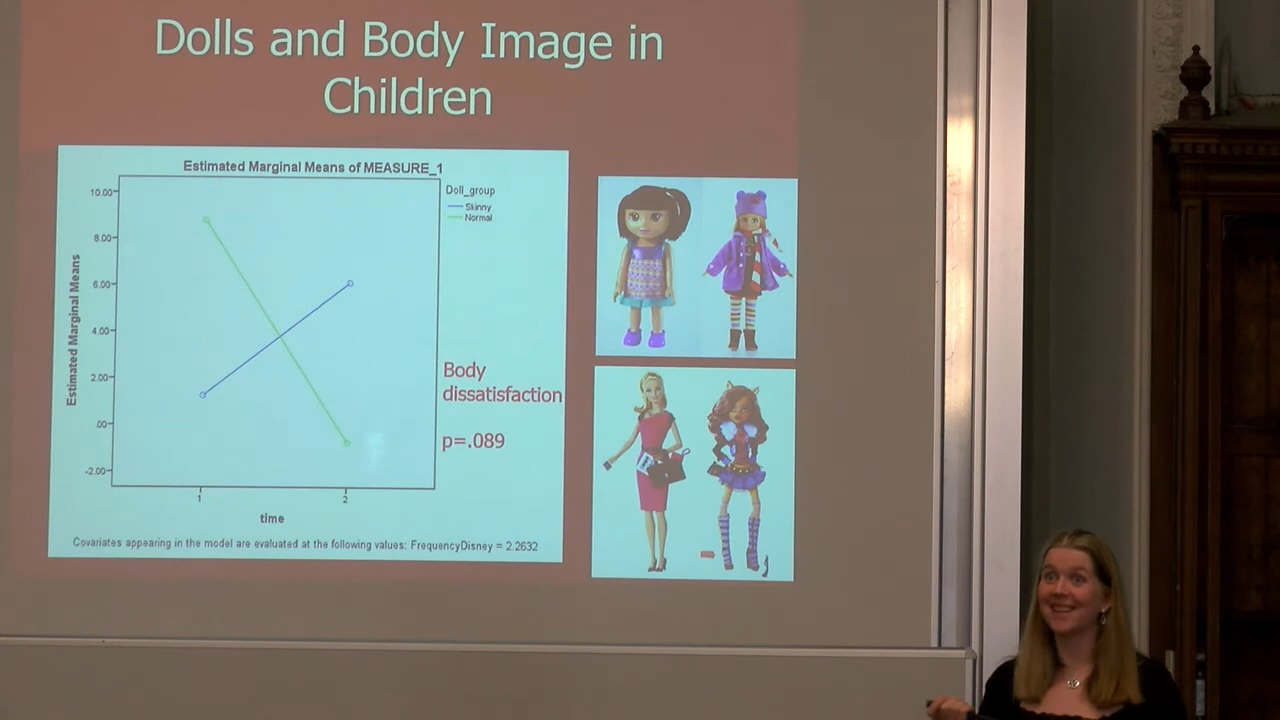 Dolls and Body Image in
Children
Estimated Marginal Means of MEASURE_1
Doll_group
Skinny
Normal
Estimated Marginal Means
10.00
8.00
6.00
4.00
2.00
.00
-2.00
1
2
time
Body
dissatisfaction
p=.089
Covariates appearing in the model are evaluated at the following values: FrequencyDisney = 2.2632